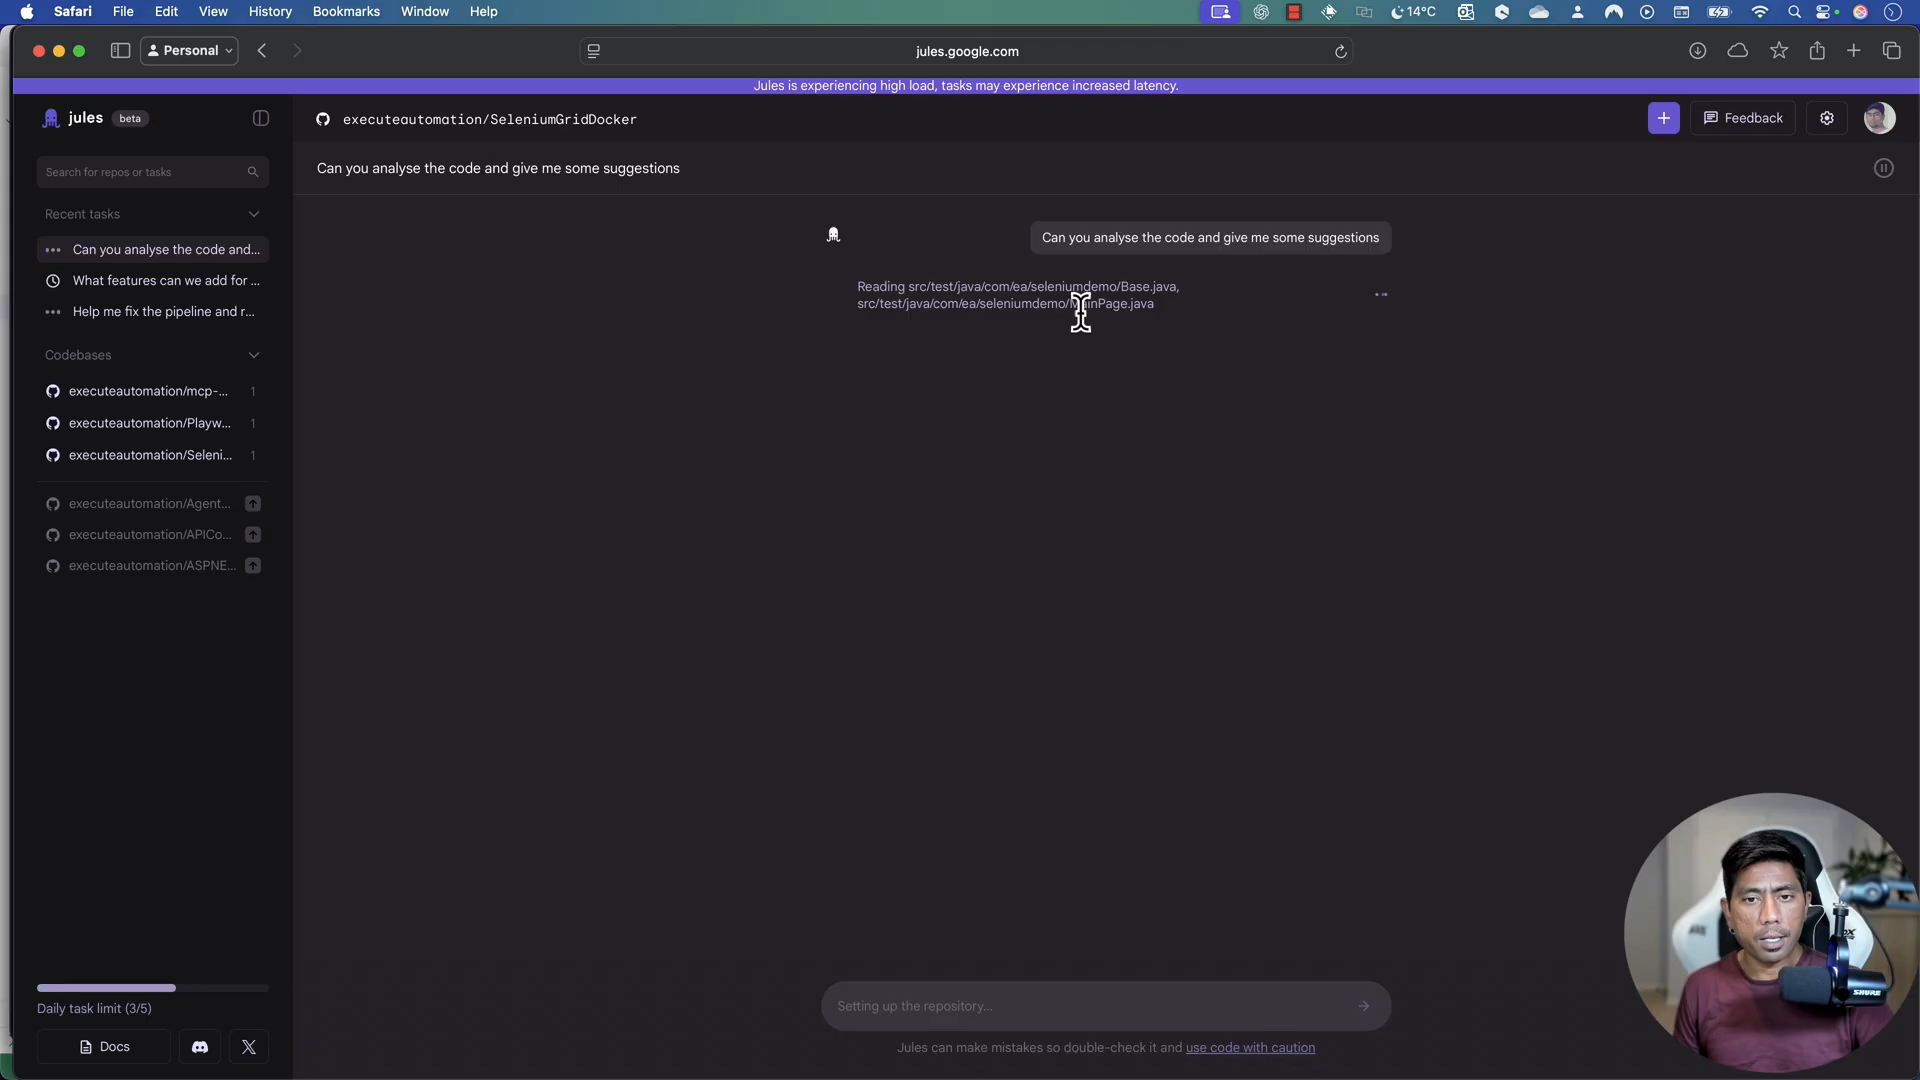 Safari File Edit View History Bookmarks Window Help 14°C
Personal jules.google.com
Jules is experiencing high load, tasks may experience increased latency.
jules beta
executeautomation/SeleniumGridDocker
Feedback
Search for repos or tasks
Can you analyse the code and give me some suggestions
Recent tasks
Can you analyse the code and...
What features can we add for ...
Help me fix the pipeline and r...
Can you analyse the code and give me some suggestions
Reading src/test/java/com/ea/seleniumdemo/Base.java,
src/test/java/com/ea/seleniumdemo/MainPage.java
Codebases
executeautomation/mcp-... 1
executeautomation/Playw... 1
executeautomation/Seleni... 1
executeautomation/Agent...
executeautomation/APICo...
executeautomation/ASPNE...
Daily task limit (3/5)
Docs
Setting up the repository...
Jules can make mistakes so double-check it and use code with caution
SHURE